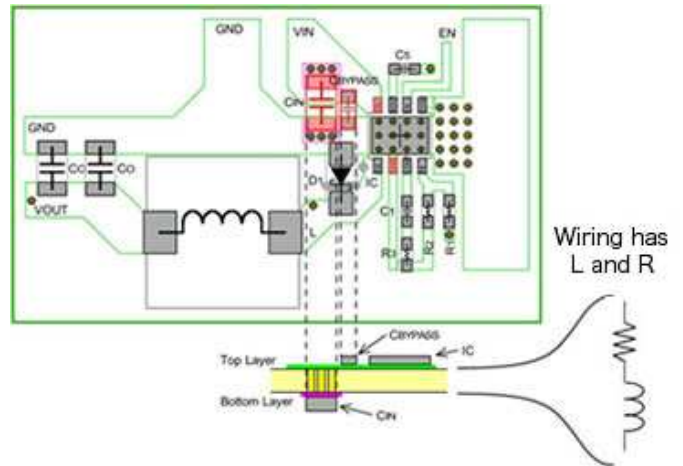 GND
VIN
EN
C5
CBYPASS
CIN
GND
CO
CO
D1
IC
VOUT
L
C1
R3
R2
R1
Wiring has
L and R
CBYPASS
IC
Top Layer
Bottom Layer
CIN